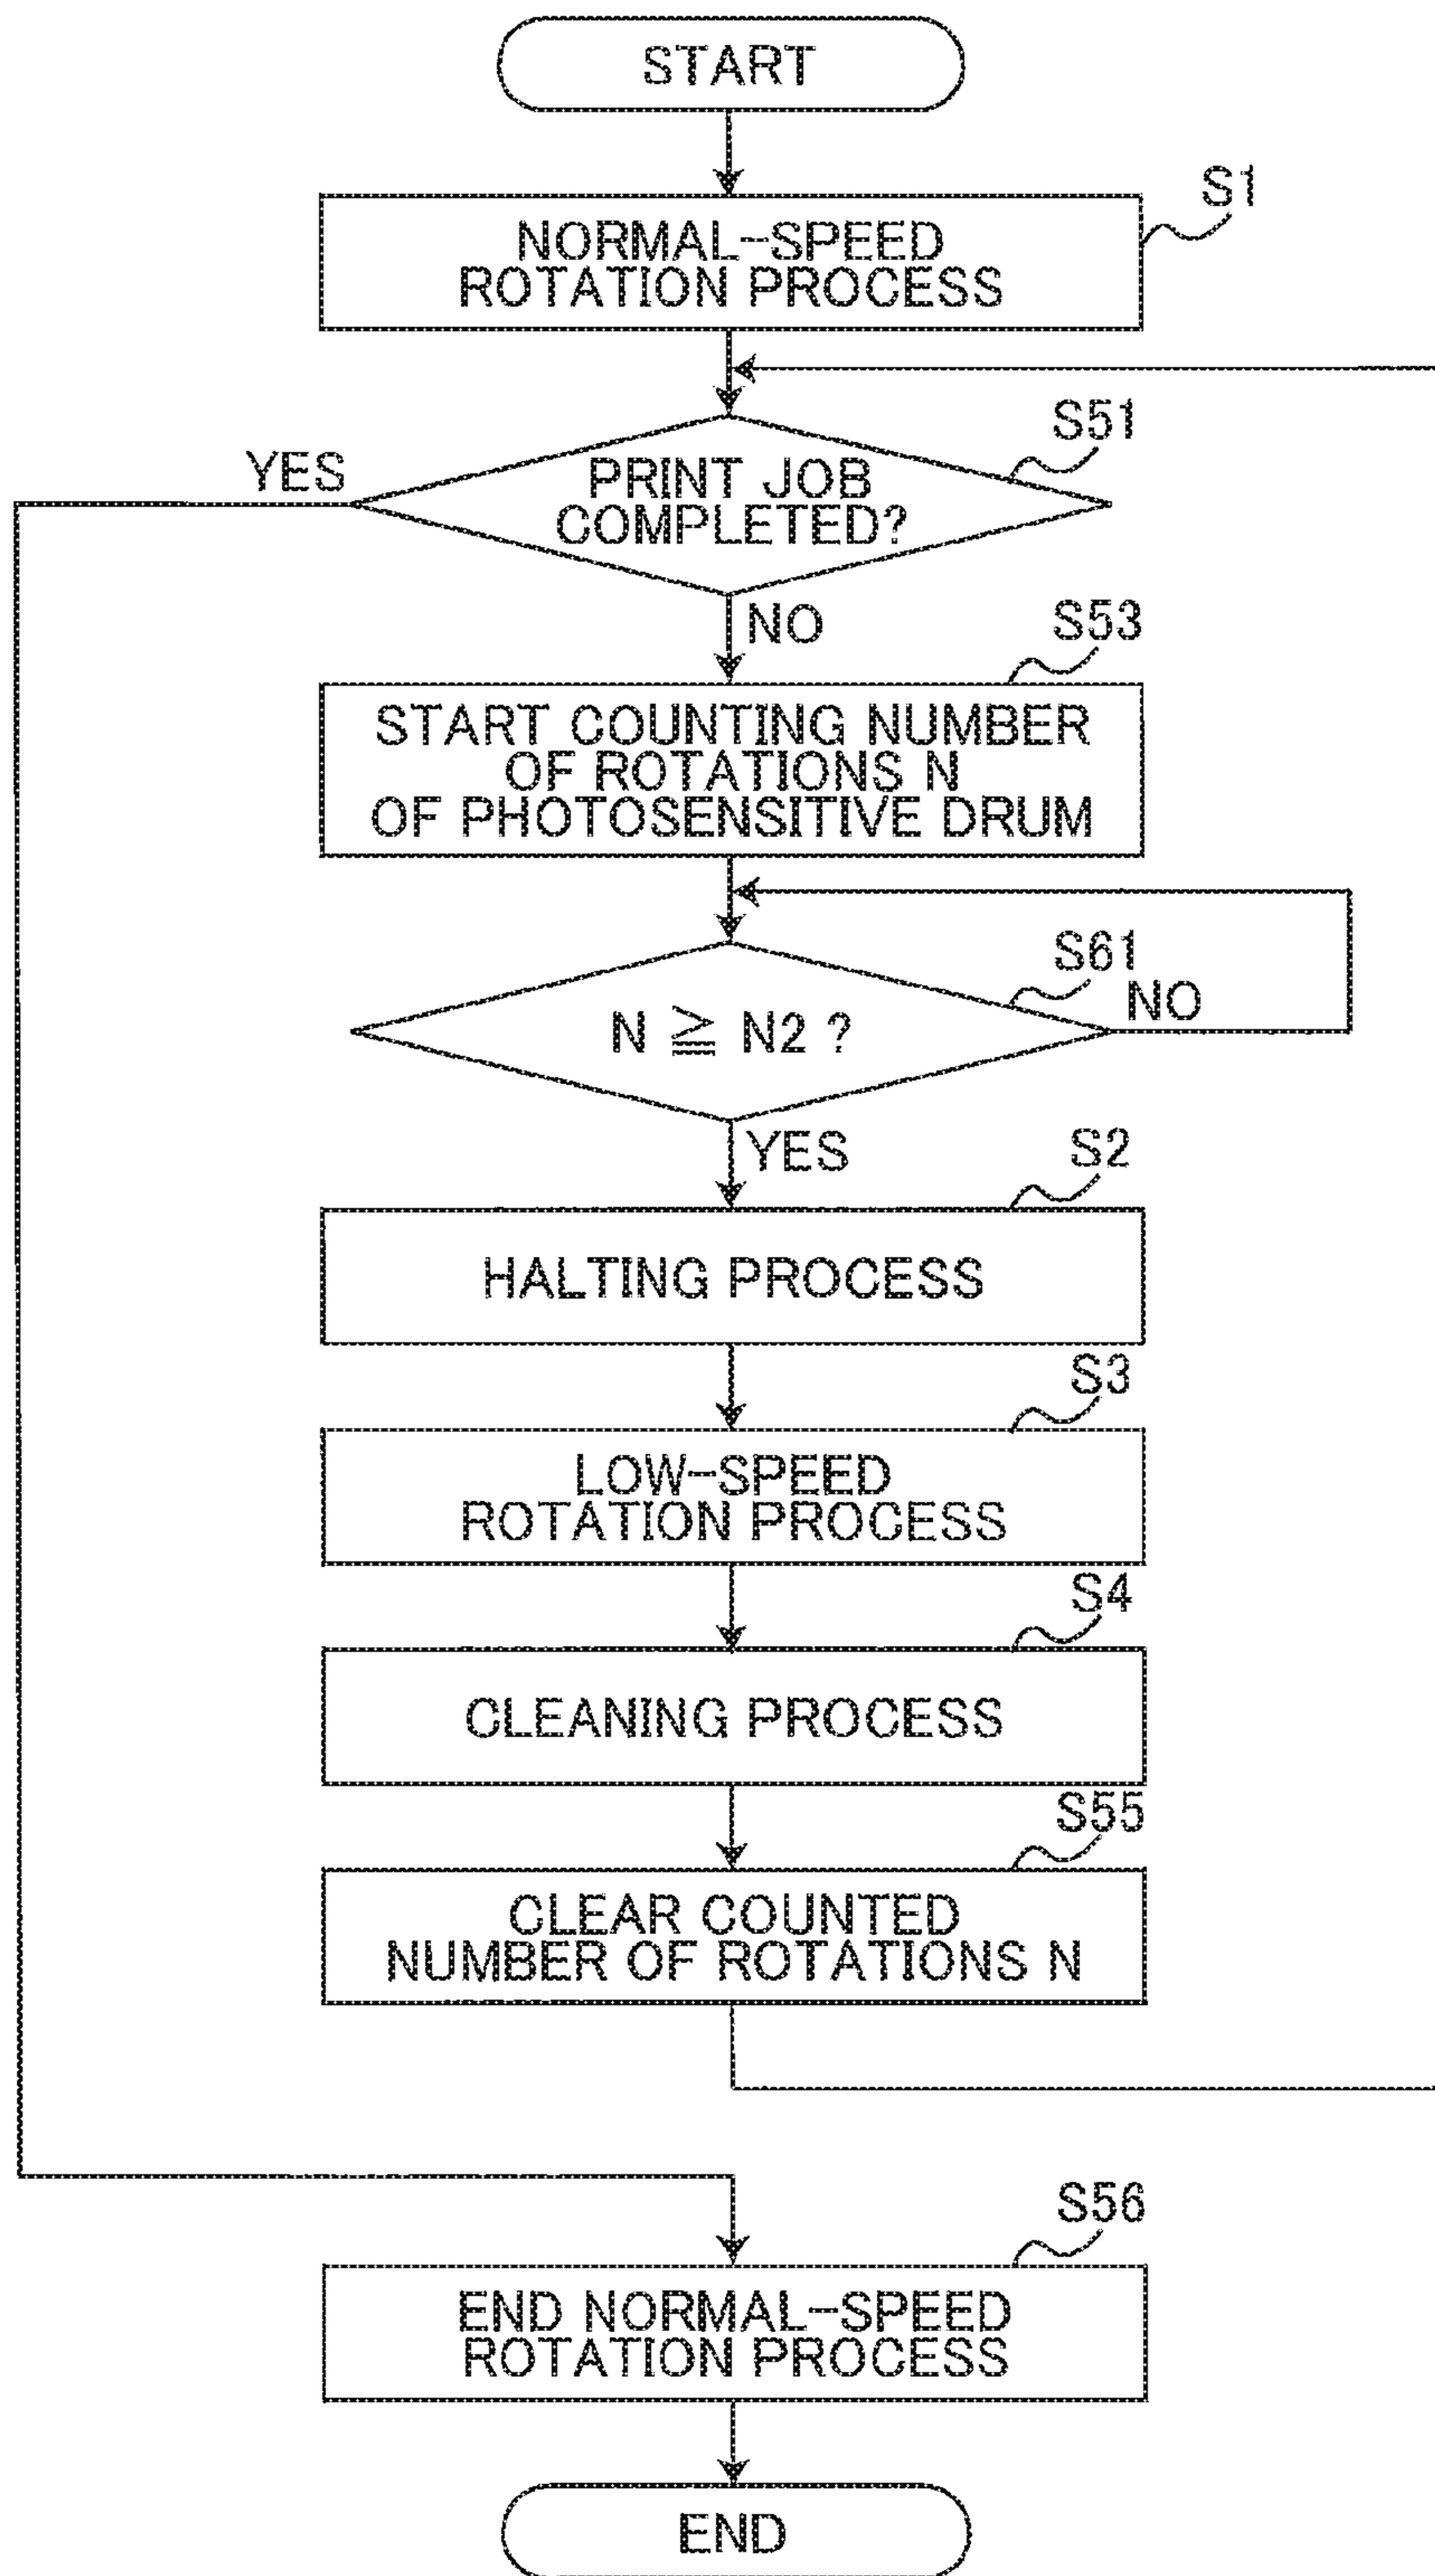 START
S1
NORMAL-SPEED
ROTATION PROCESS
S51
YES
PRINT JOB
COMPLETED?
NO
S53
START COUNTING NUMBER
OF ROTATIONS N
OF PHOTOSENSITIVE DRUM
S61
NO
N ≧ N2 ?
YES
S2
HALTING PROCESS
S3
LOW-SPEED
ROTATION PROCESS
S4
CLEANING PROCESS
S55
CLEAR COUNTED
NUMBER OF ROTATIONS N
S56
END NORMAL-SPEED
ROTATION PROCESS
END